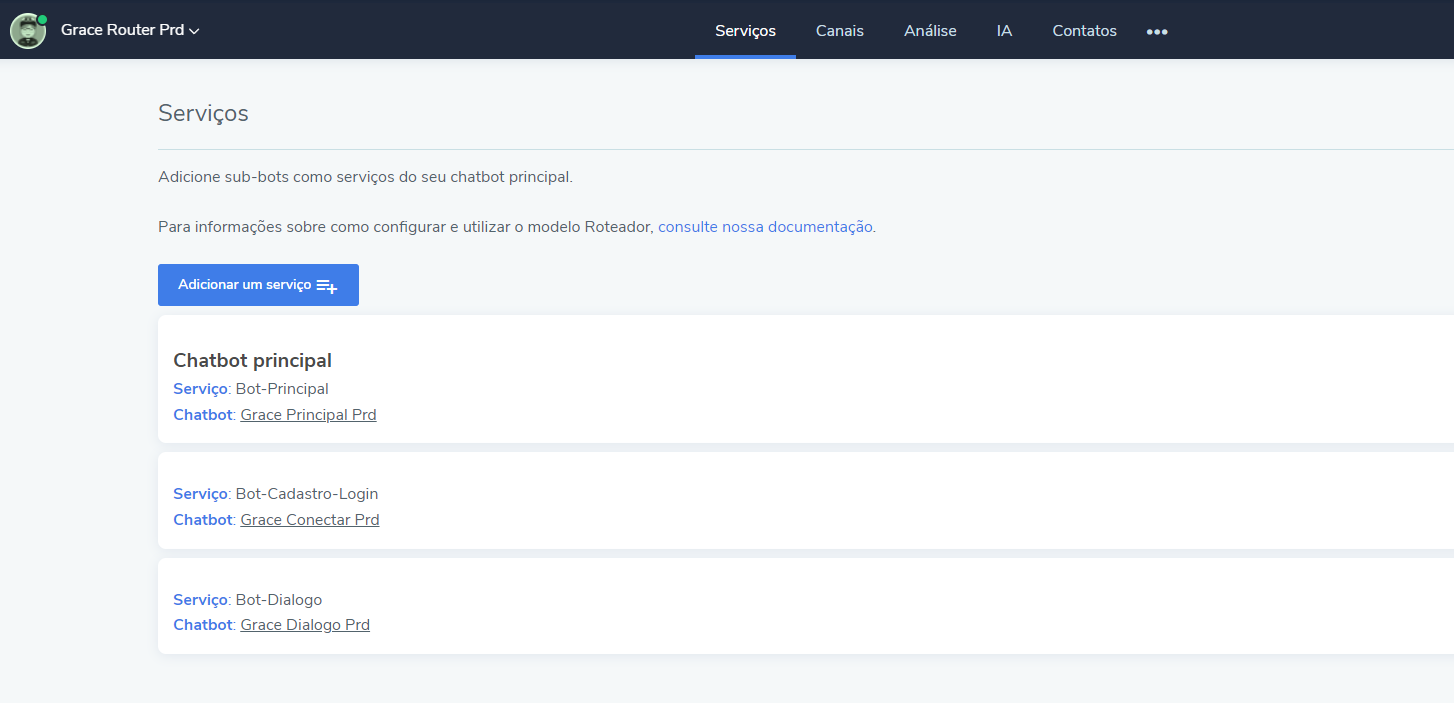 Grace Router Prd
Serviços
Canais
Análise
IA
Contatos
Serviços
Adicione sub-bots como serviços do seu chatbot principal.
Para informações sobre como configurar e utilizar o modelo Roteador, consulte nossa documentação.
Adicionar um serviço
Chatbot principal
Serviço: Bot-Principal
Chatbot: Grace Principal Prd
Serviço: Bot-Cadastro-Login
Chatbot: Grace Conectar Prd
Serviço: Bot-Dialogo
Chatbot: Grace Dialogo Prd